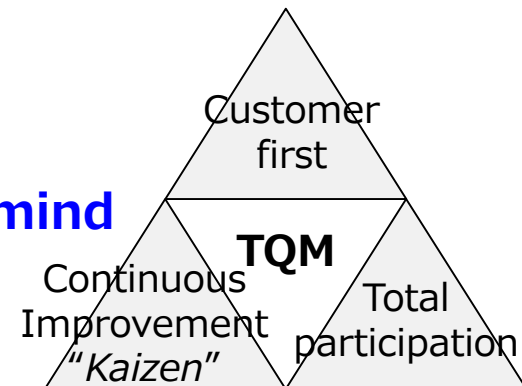 Customer
first
mind
TQM
Continuous
Improvement
“Kaizen”
Total
participation